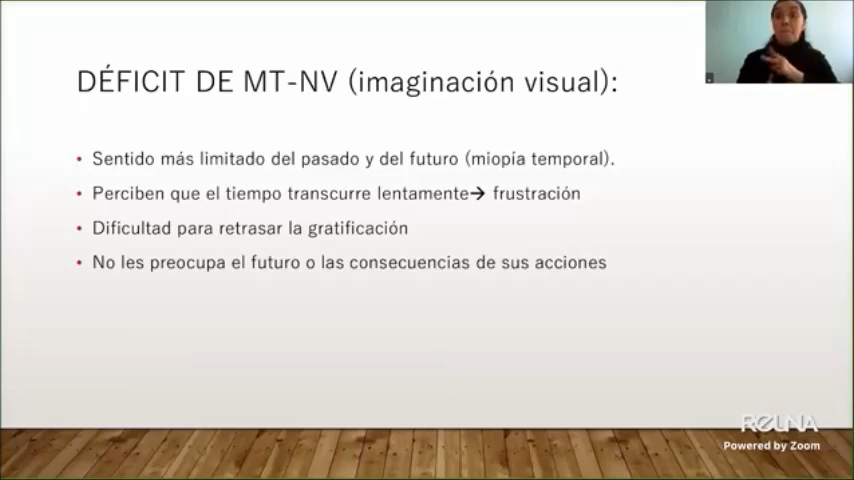 DÉFICIT DE MT-NV (imaginación visual):
• Sentido más limitado del pasado y del futuro (miopía temporal).
• Perciben que el tiempo transcurre lentamente→ frustración
• Dificultad para retrasar la gratificación
• No les preocupa el futuro o las consecuencias de sus acciones
REUNA
Powered by Zoom